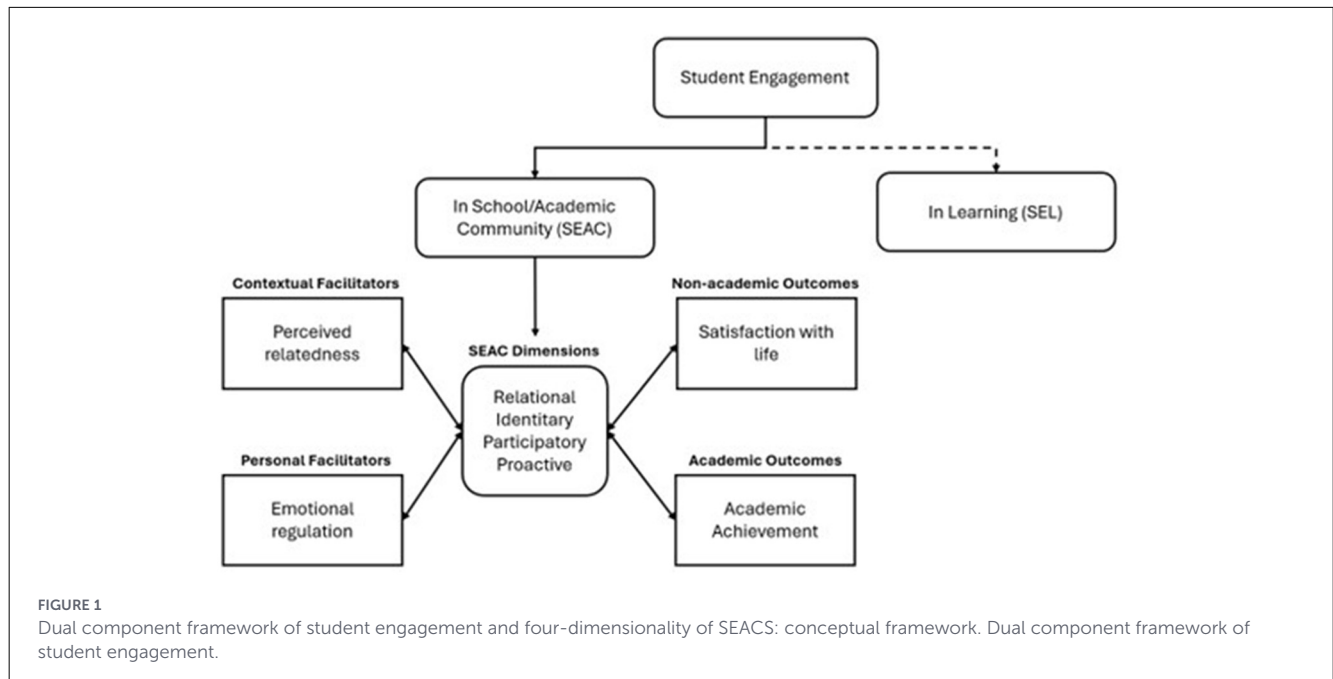 Student Engagement
In School/Academic
Community (SEAC)
In Learning (SEL)
Contextual Facilitators
Perceived
relatedness
Non-academic Outcomes
Satisfaction with
life
SEAC Dimensions
Relational
Identitary
Participatory
Proactive
Personal Facilitators
Emotional
regulation
Academic Outcomes
Academic
Achievement
FIGURE 1
Dual component framework of student engagement and four-dimensionality of SEACS: conceptual framework. Dual component framework of
student engagement.